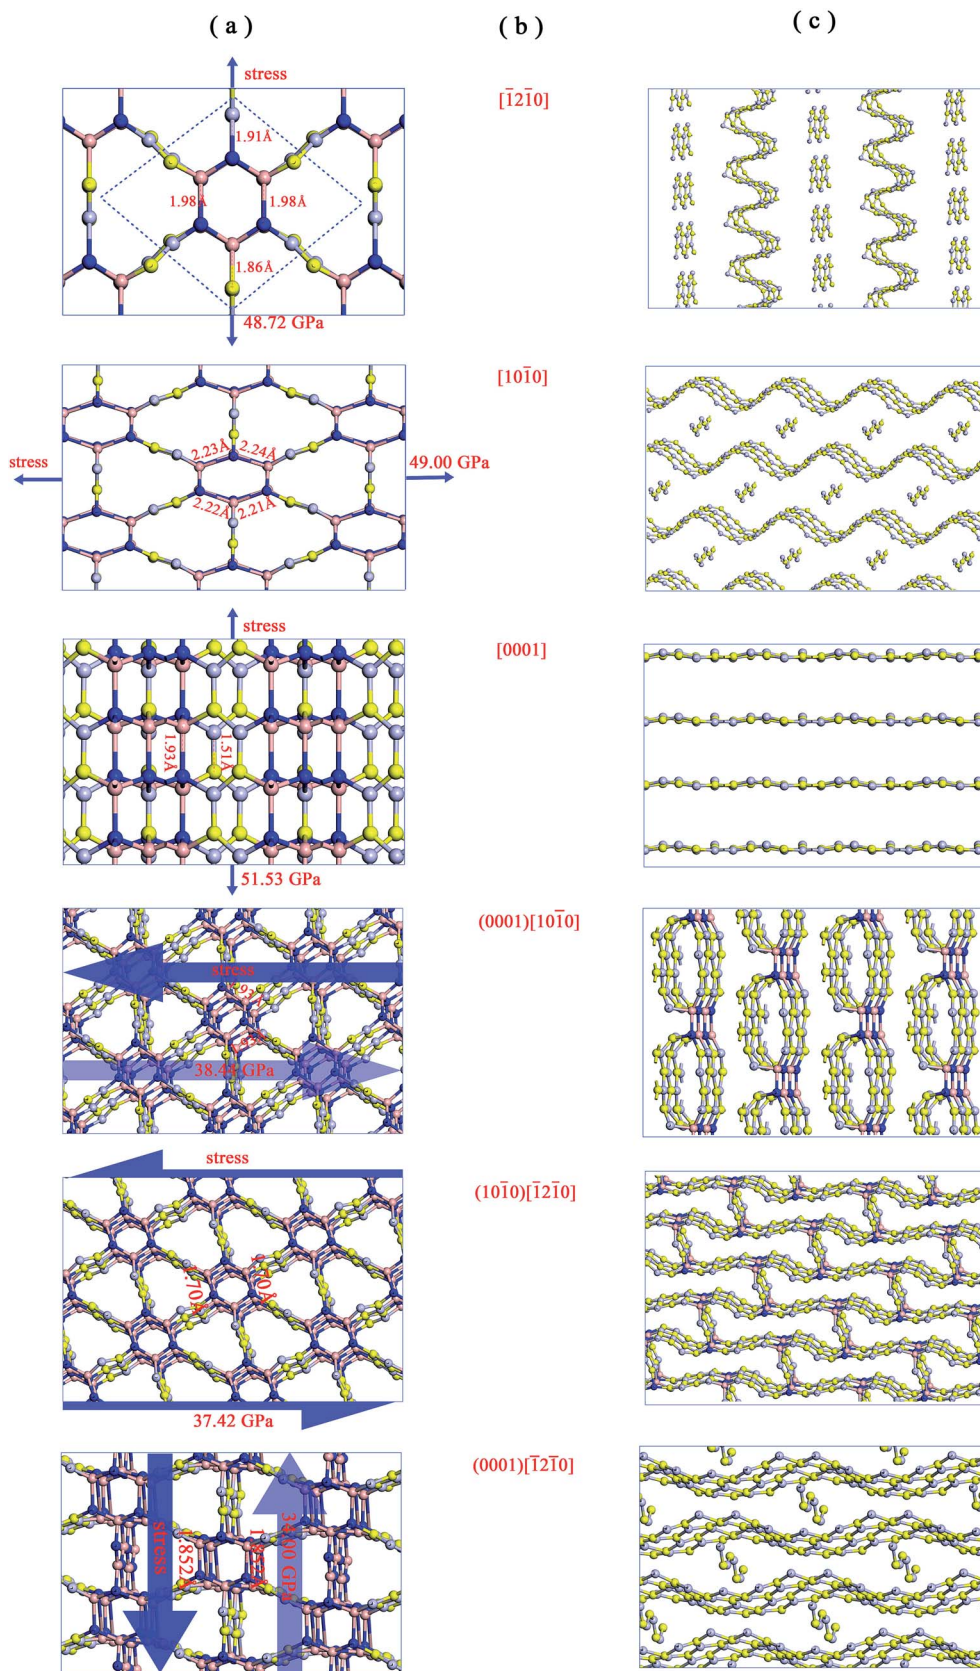 ( a )
( b )
( c )
stress
[1̄21̄0]
1.91Å
1.98Å
1.98Å
1.86Å
48.72 GPa
[101̄0]
2.23Å
2.24Å
stress
49.00 GPa
2.22Å
2.21Å
stress
[0001]
1.93Å
1.51Å
51.53 GPa
(0001)[101̄0]
stress
38.44 GPa
stress
(101̄0)[1̄21̄0]
1.70Å
37.42 GPa
(0001)[1̄21̄0]
stress
34.00 GPa